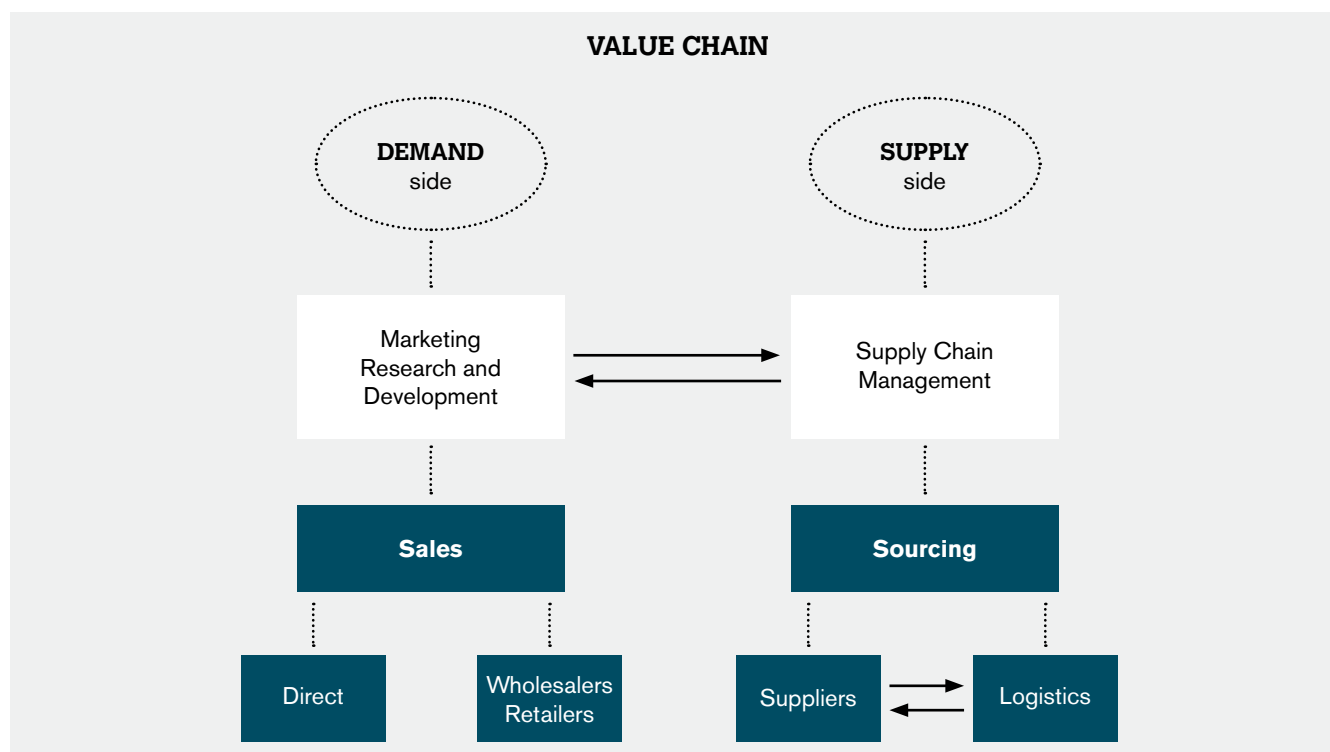 VALUE CHAIN
DEMAND
side
SUPPLY
side
Marketing
Research and
Development
Supply Chain
Management
Sales
Sourcing
Direct
Wholesalers
Retailers
Suppliers
Logistics